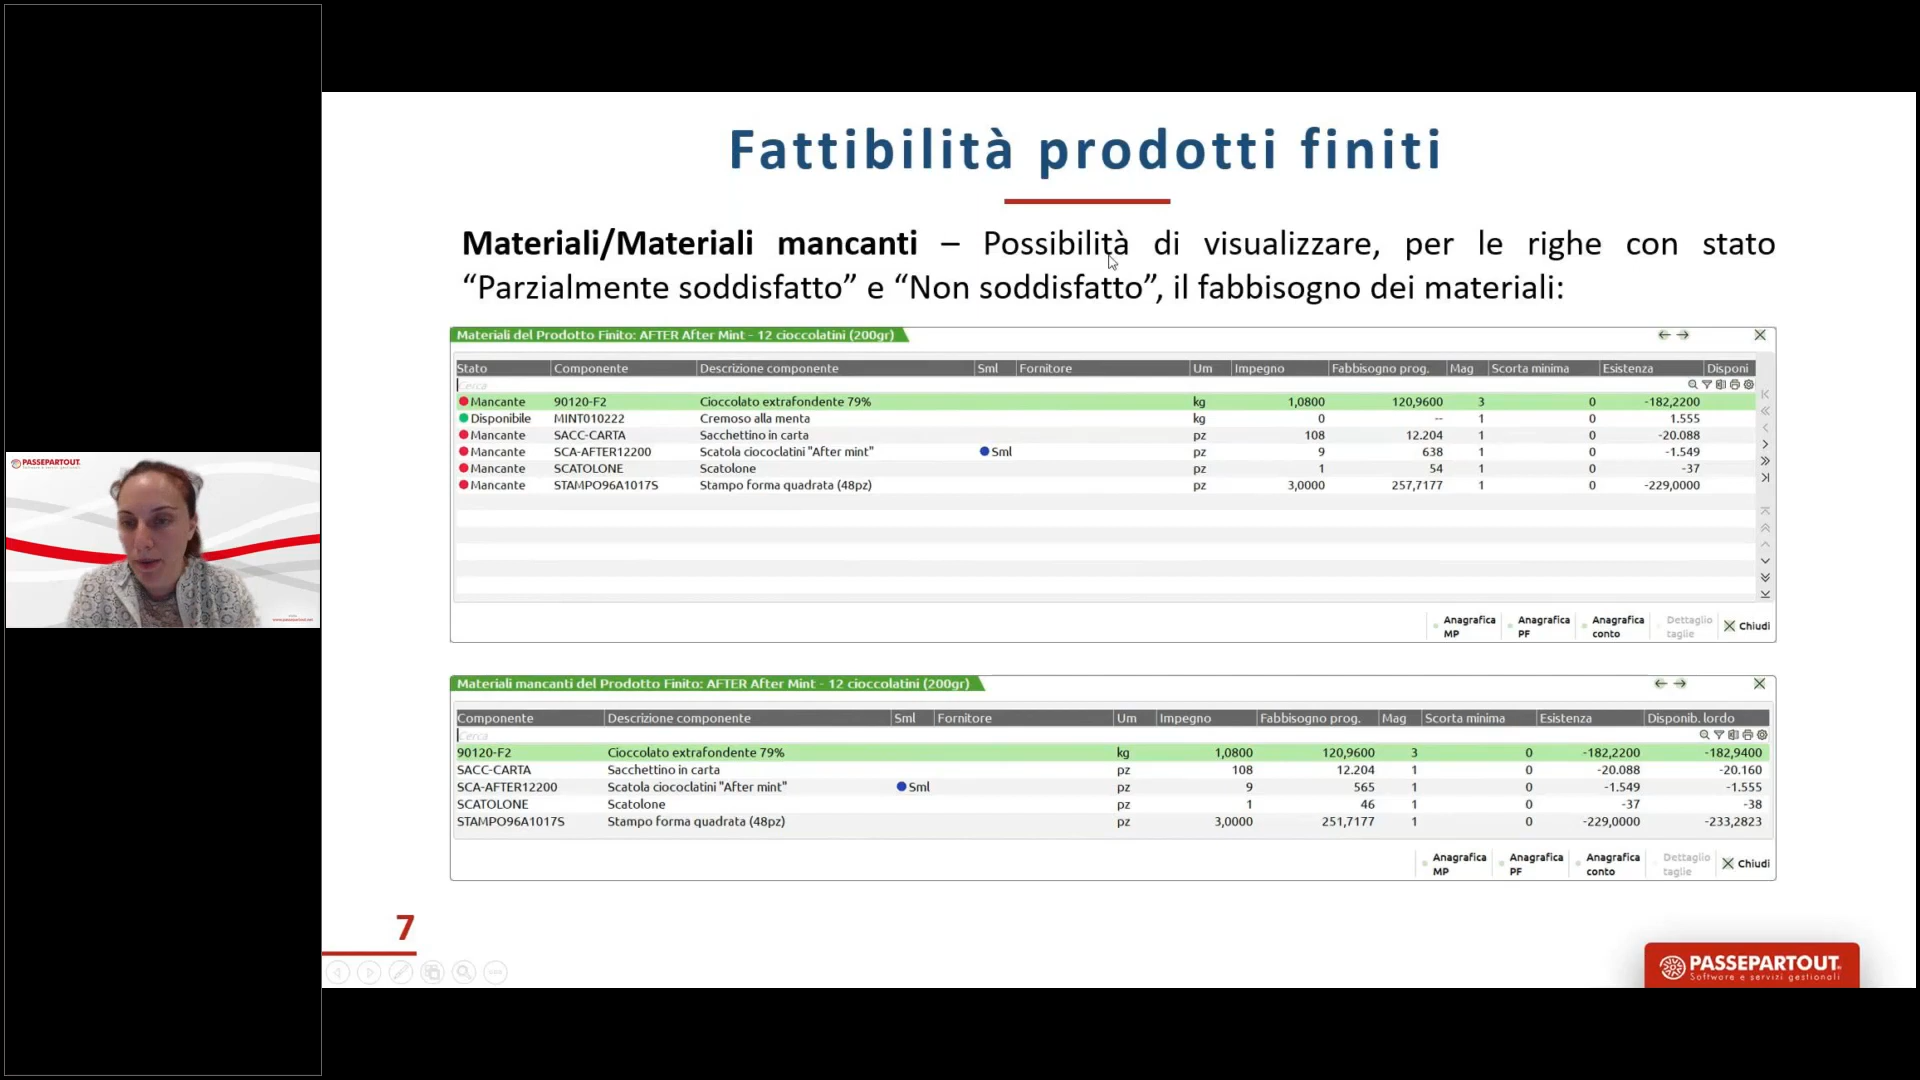 Fattibilità prodotti finiti
Materiali/Materiali mancanti – Possibilità di visualizzare, per le righe con stato
“Parzialmente soddisfatto” e “Non soddisfatto”, il fabbisogno dei materiali:
Materiali del Prodotto Finito: AFTER After Mint - 12 cioccolatini (200gr)
Stato Componente Descrizione componente Sml Fornitore Um Impegno Fabbisogno prog. Mag Scorta minima Esistenza Disponi
Cerca
Mancante 90120-F2 Cioccolato extrafondente 79% kg 1,0800 120,9600 3 0 -182,2200
Disponibile MINT010222 Cremoso alla menta kg 0 -- 1 0 1.555
Mancante SACC-CARTA Sacchettino in carta pz 108 12.204 1 0 -20.088
Mancante SCA-AFTER12200 Scatola ciococlatini "After mint" Sml pz 9 638 1 0 -1.549
Mancante SCATOLONE Scatolone pz 1 54 1 0 -37
Mancante STAMPO96A1017S Stampo forma quadrata (48pz) pz 3,0000 257,7177 1 0 -229,0000
Anagrafica MP Anagrafica PF Anagrafica conto Dettaglio taglie Chiudi
Materiali mancanti del Prodotto Finito: AFTER After Mint - 12 cioccolatini (200gr)
Componente Descrizione componente Sml Fornitore Um Impegno Fabbisogno prog. Mag Scorta minima Esistenza Disponib. lordo
Cerca
90120-F2 Cioccolato extrafondente 79% kg 1,0800 120,9600 3 0 -182,2200 -182,9400
SACC-CARTA Sacchettino in carta pz 108 12.204 1 0 -20.088 -20.160
SCA-AFTER12200 Scatola ciococlatini "After mint" Sml pz 9 565 1 0 -1.549 -1.555
SCATOLONE Scatolone pz 1 46 1 0 -37 -38
STAMPO96A1017S Stampo forma quadrata (48pz) pz 3,0000 251,7177 1 0 -229,0000 -233,2823
Anagrafica MP Anagrafica PF Anagrafica conto Dettaglio taglie Chiudi
7
PASSEPARTOUT
Software e servizi gestionali
PASSEPARTOUT